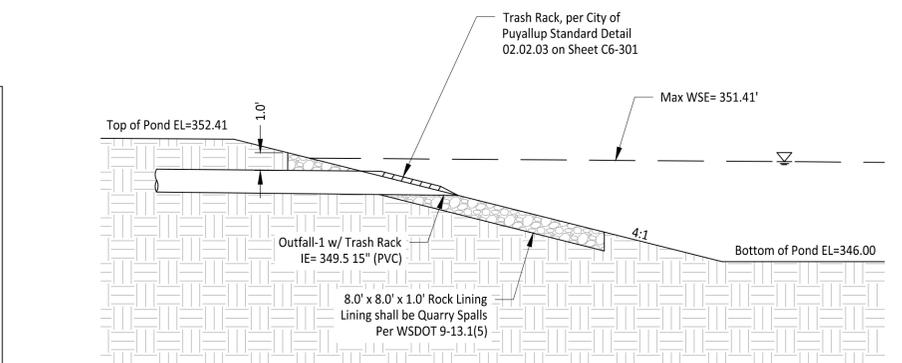 Trash Rack, per City of
Puyallup Standard Detail
02.02.03 on Sheet C6-301
Max WSE= 351.41'
1.0'
Top of Pond EL=352.41
4:1
Bottom of Pond EL=346.00
Outfall-1 w/ Trash Rack
IE= 349.5 15" (PVC)
8.0' x 8.0' x 1.0' Rock Lining
Lining shall be Quarry Spalls
Per WSDOT 9-13.1(5)